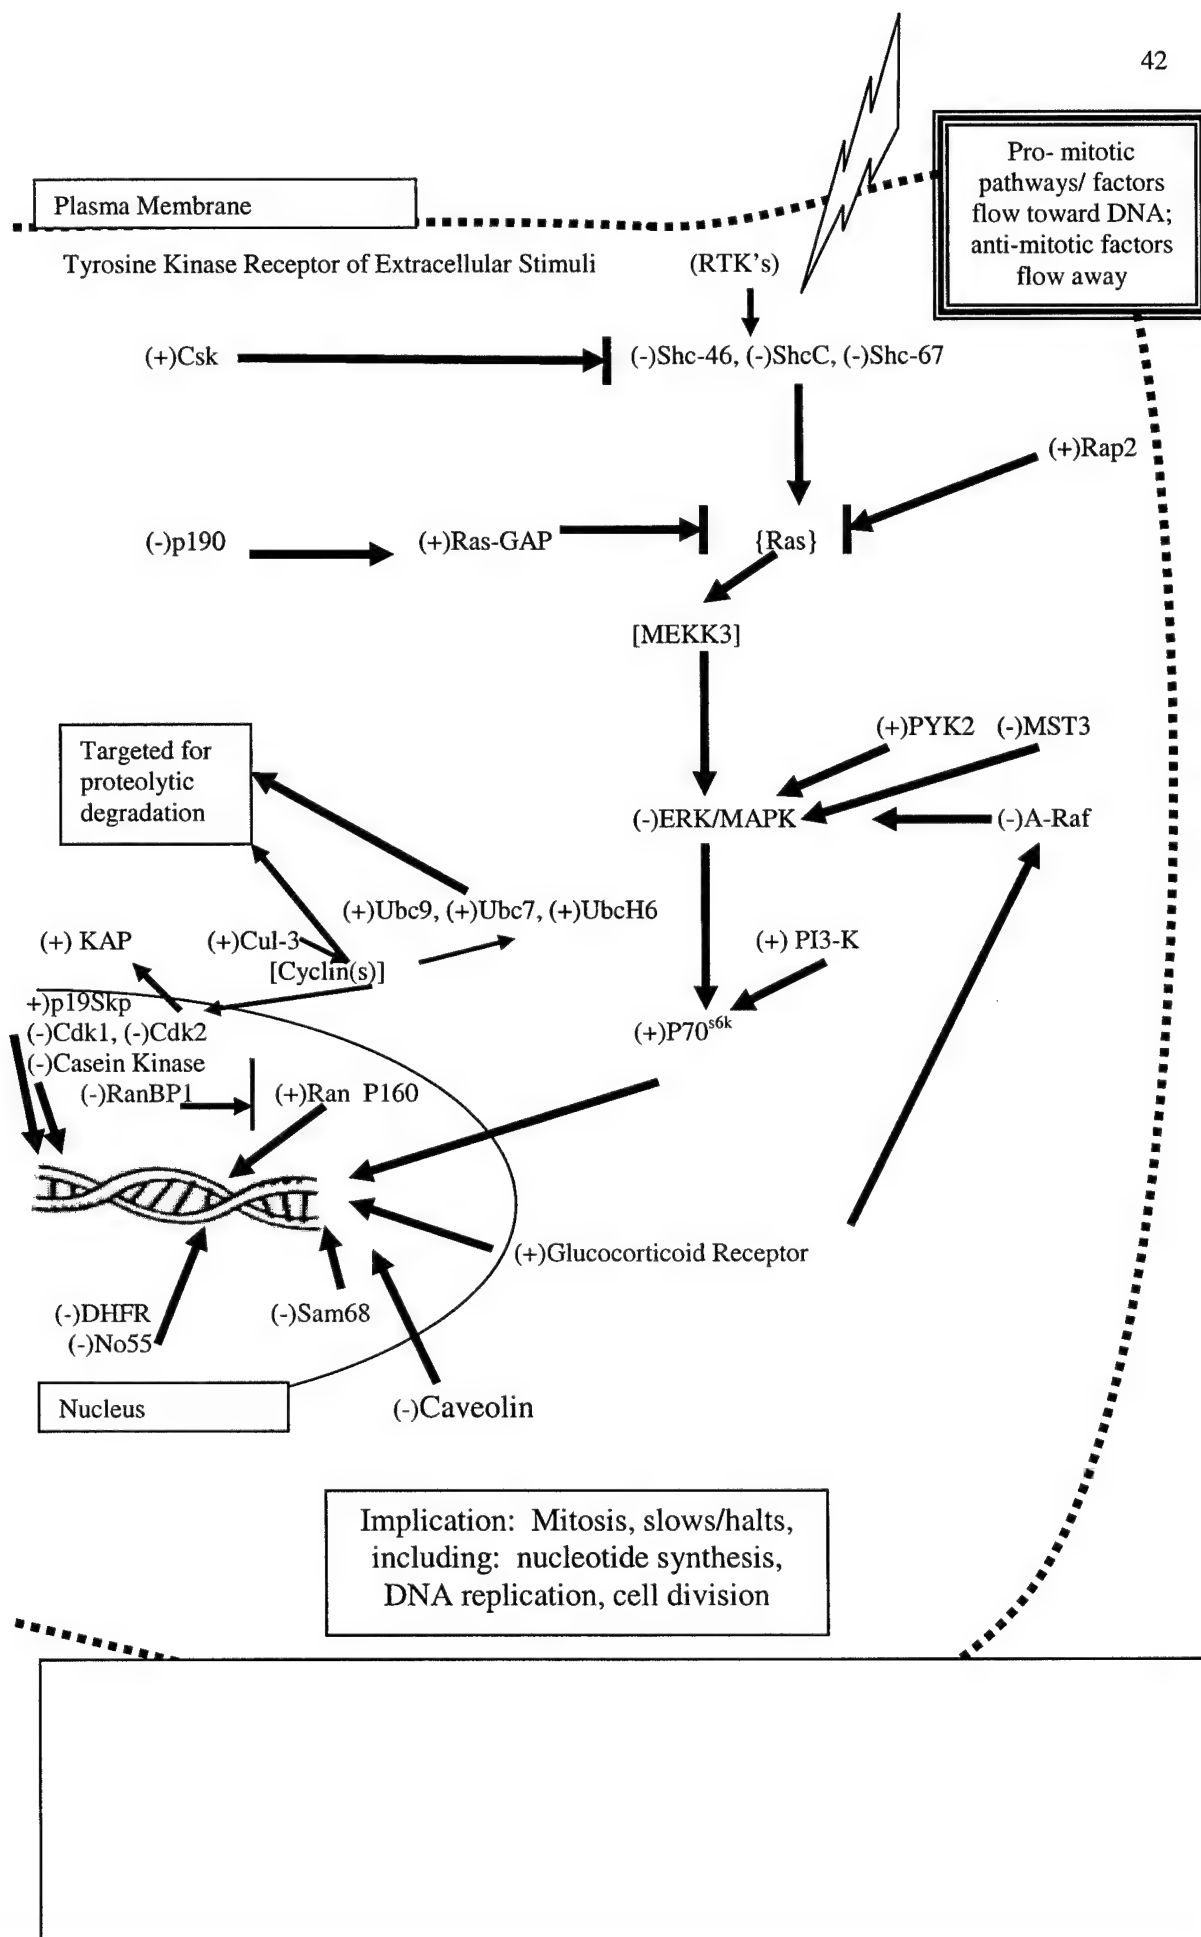 42
Pro- mitotic
pathways/ factors
flow toward DNA;
anti-mitotic factors
flow away
Plasma Membrane
Tyrosine Kinase Receptor of Extracellular Stimuli (RTK's)
(+)Csk (-)Shc-46, (-)ShcC, (-)Shc-67
(+)Rap2
(-)p190 (+)Ras-GAP {Ras}
[MEKK3]
(+)PYK2 (-)MST3
Targeted for
proteolytic
degradation
(-)ERK/MAPK (-)A-Raf
(+)Ubc9, (+)Ubc7, (+)UbcH6
(+) KAP (+)Cul-3 (+) PI3-K
[Cyclin(s)]
+)p19Skp
(-)Cdk1, (-)Cdk2 (+)P70s6k
(-)Casein Kinase
(-)RanBP1 (+)Ran P160
(+)Glucocorticoid Receptor
(-)DHFR (-)Sam68
(-)No55
Nucleus (-)Caveolin
Implication: Mitosis, slows/halts,
including: nucleotide synthesis,
DNA replication, cell division